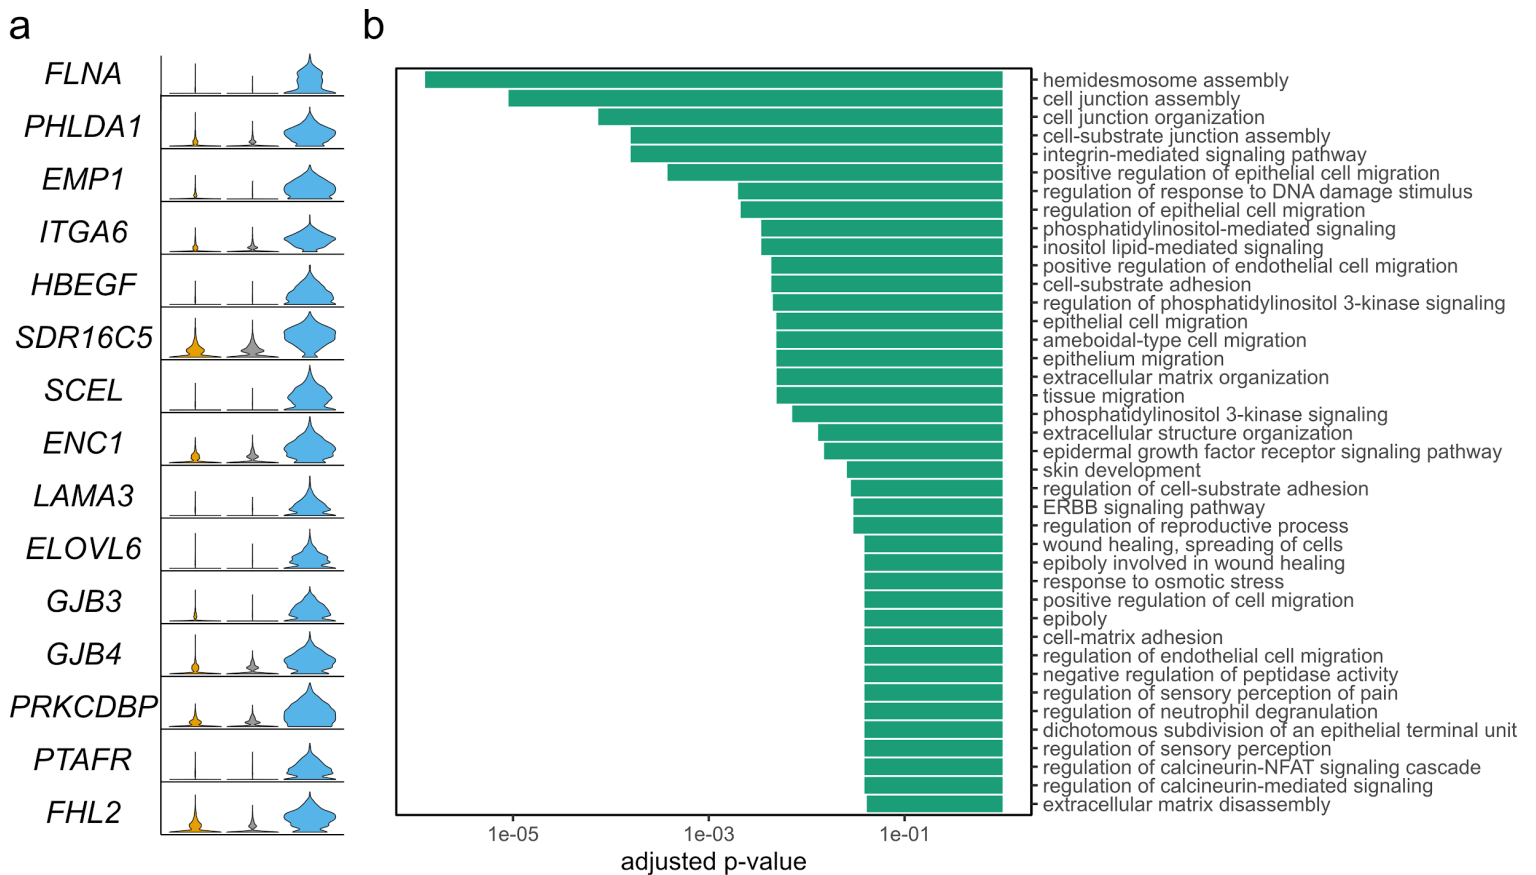 a
b
FLNA
PHLDA1
EMP1
ITGA6
HBEGF
SDR16C5
SCEL
ENC1
LAMA3
ELOVL6
GJB3
GJB4
PRKCDBP
PTAFR
FHL2
hemidesmosome assembly
cell junction assembly
cell junction organization
cell-substrate junction assembly
integrin-mediated signaling pathway
positive regulation of epithelial cell migration
regulation of response to DNA damage stimulus
regulation of epithelial cell migration
phosphatidylinositol-mediated signaling
inositol lipid-mediated signaling
positive regulation of endothelial cell migration
cell-substrate adhesion
regulation of phosphatidylinositol 3-kinase signaling
epithelial cell migration
ameboidal-type cell migration
epithelium migration
extracellular matrix organization
tissue migration
phosphatidylinositol 3-kinase signaling
extracellular structure organization
epidermal growth factor receptor signaling pathway
skin development
regulation of cell-substrate adhesion
ERBB signaling pathway
regulation of reproductive process
wound healing, spreading of cells
epiboly involved in wound healing
response to osmotic stress
positive regulation of cell migration
epiboly
cell-matrix adhesion
regulation of endothelial cell migration
negative regulation of peptidase activity
regulation of sensory perception of pain
regulation of neutrophil degranulation
dichotomous subdivision of an epithelial terminal unit
regulation of sensory perception
regulation of calcineurin-NFAT signaling cascade
regulation of calcineurin-mediated signaling
extracellular matrix disassembly
1e-05 1e-03 1e-01
adjusted p-value